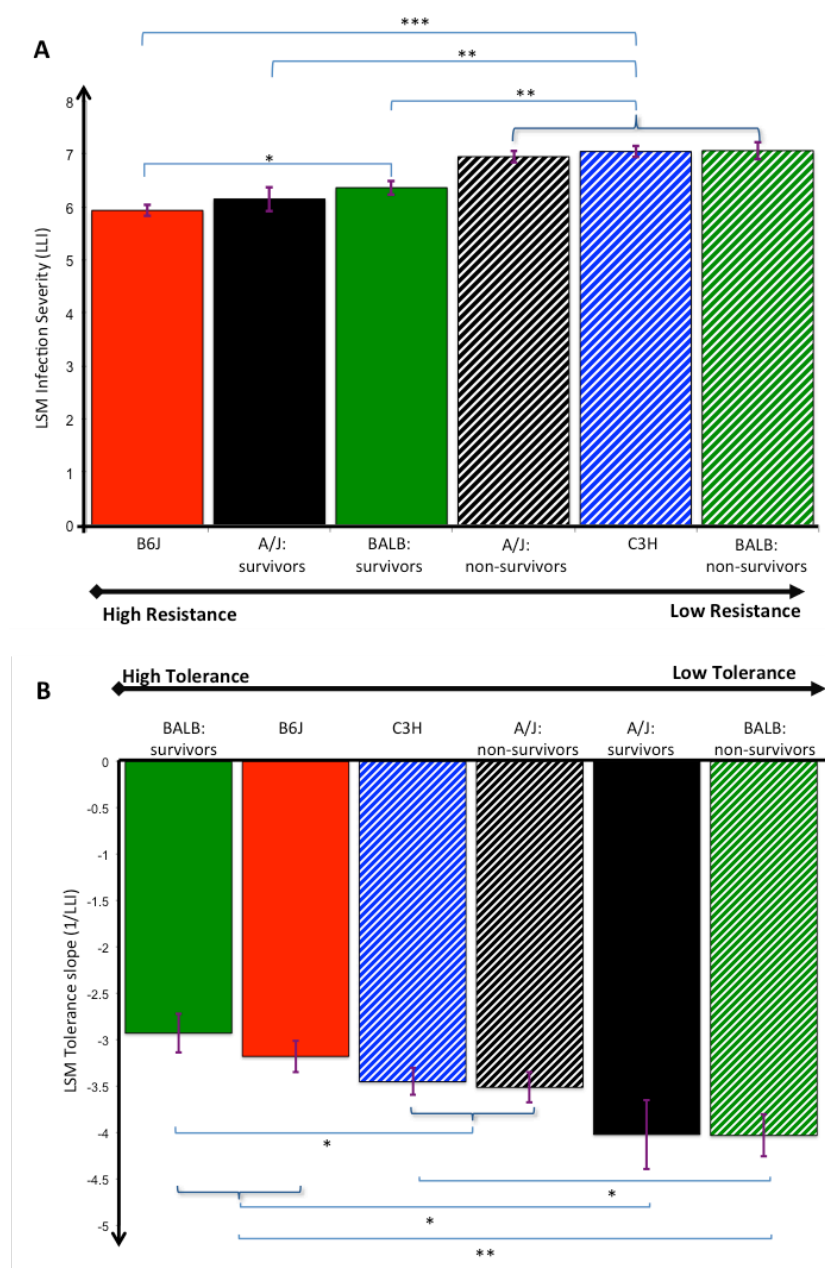 ***
A
**
**
*
8
7
6
5
4
3
2
1
0
LSM Infection Severity (LLI)
B6J
A/J:
survivors
BALB:
survivors
A/J:
non-survivors
C3H
BALB:
non-survivors
High Resistance
Low Resistance
B
High Tolerance
Low Tolerance
BALB:
survivors
B6J
C3H
A/J:
non-survivors
A/J:
survivors
BALB:
non-survivors
0
-0.5
-1
-1.5
-2
-2.5
-3
-3.5
-4
-4.5
-5
LSM Tolerance slope (1/LLI)
*
*
*
**